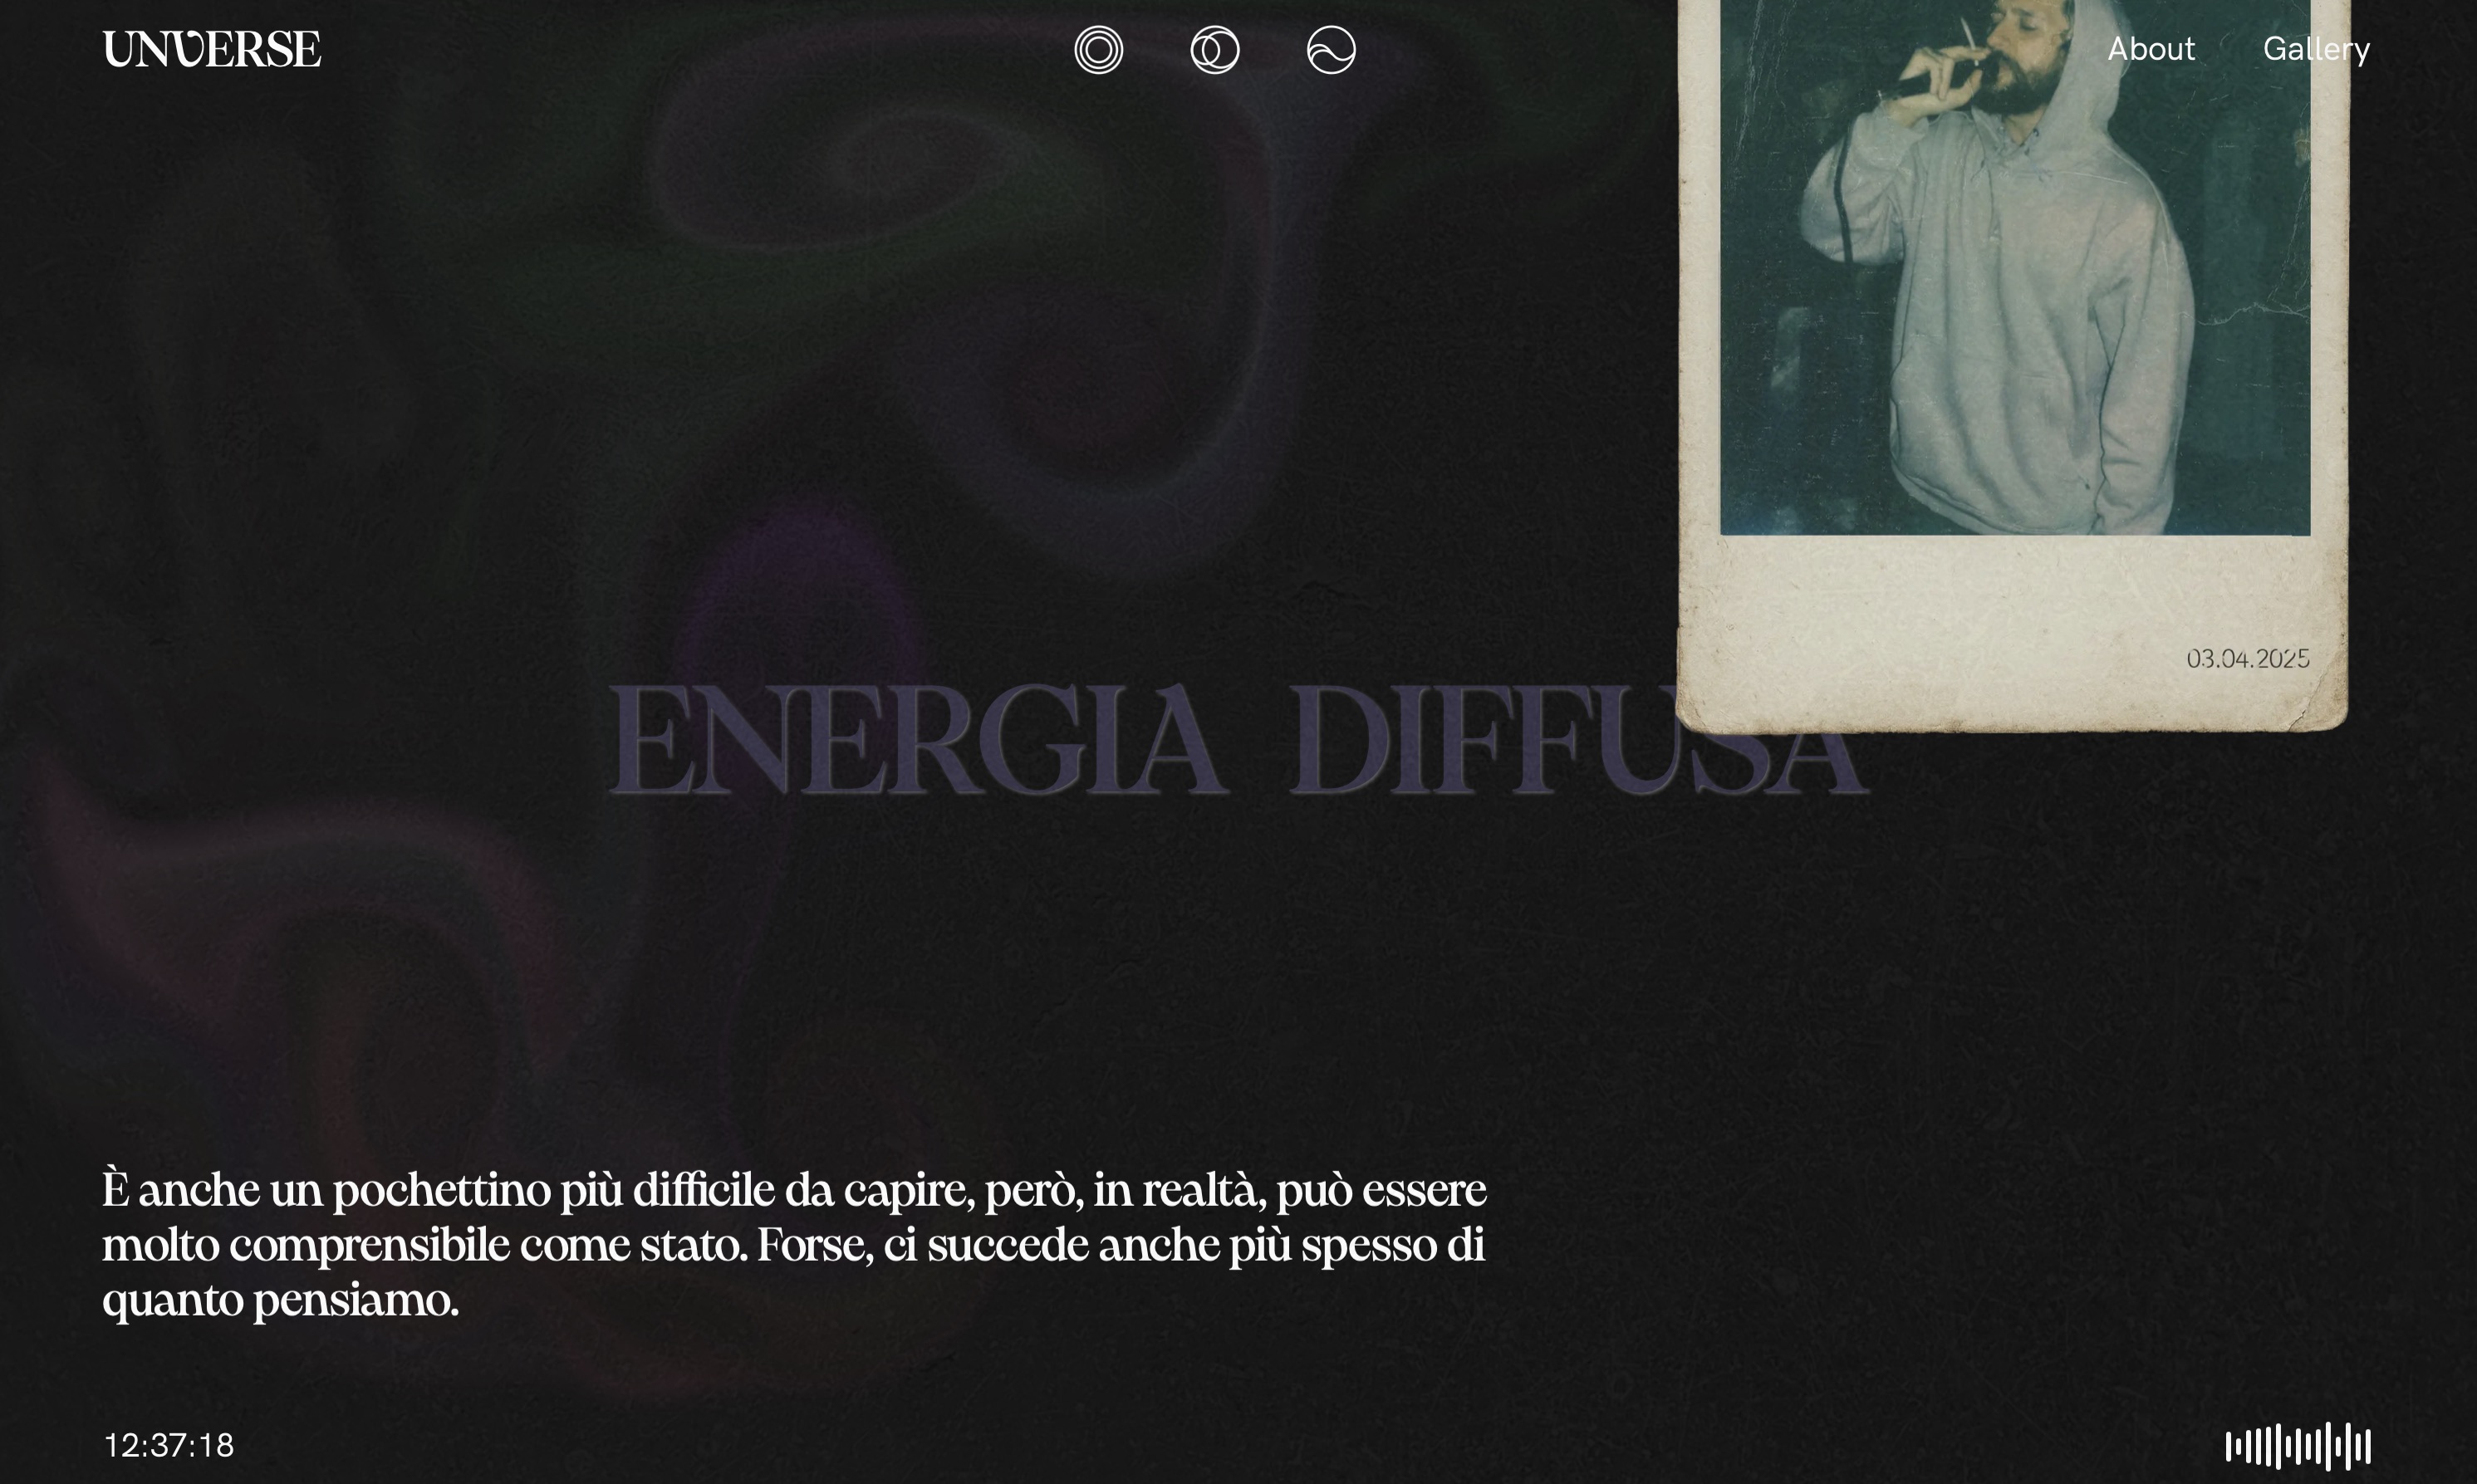 UNVERSE
About
Gallery
03.04.2025
ENERGIA DIFFUSA
È anche un pochettino più difficile da capire, però, in realtà, può essere
molto comprensibile come stato. Forse, ci succede anche più spesso di
quanto pensiamo.
12:37:18